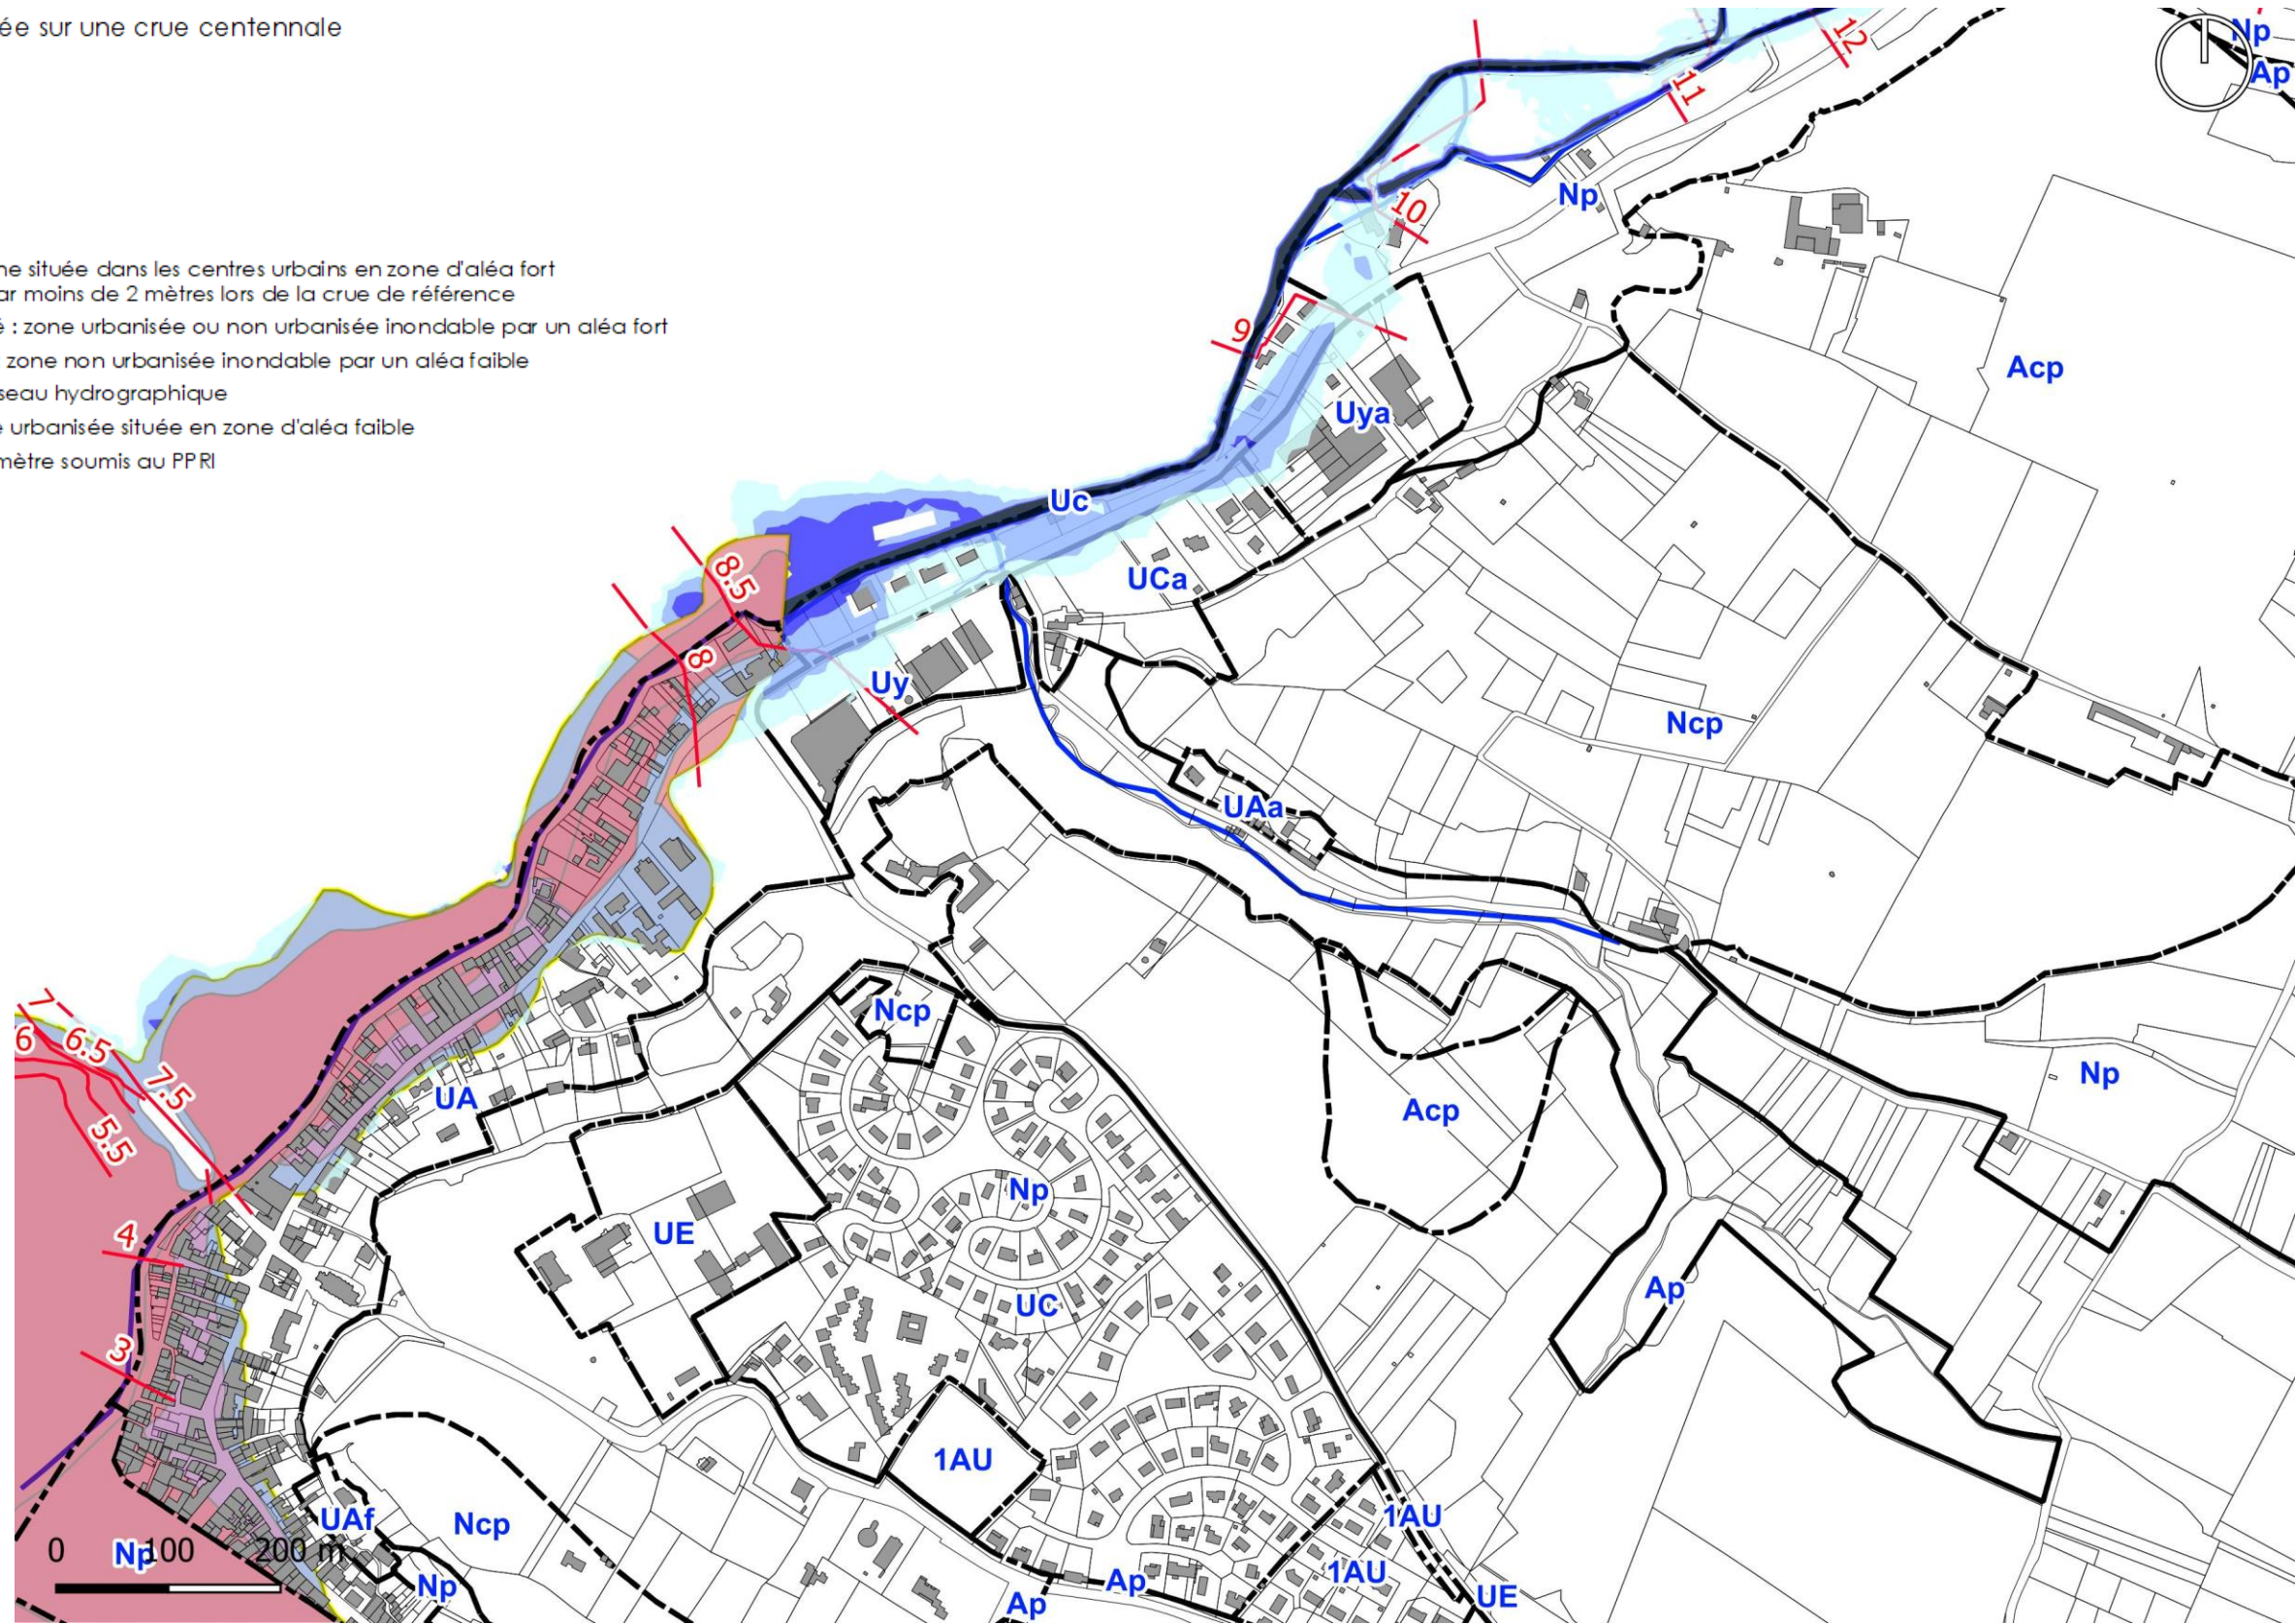 ée sur une crue centennale
ne située dans les centres urbains en zone d'aléa fort
ar moins de 2 mètres lors de la crue de référence
é : zone urbanisée ou non urbanisée inondable par un aléa fort
: zone non urbanisée inondable par un aléa faible
seau hydrographique
e urbanisée située en zone d'aléa faible
mètre soumis au PPRI
12
Np
Ap
11
Np
10
9
Acp
Uya
Uc
8.5
UCa
8
Uy
Ncp
UAa
7
6
6.5
7.5
5.5
Ncp
UA
Acp
Np
Np
4
UE
Ap
UC
3
1AU
UAf
Ncp
1AU
0
Np
100
200 m
Np
Ap
1AU
UE
Ap